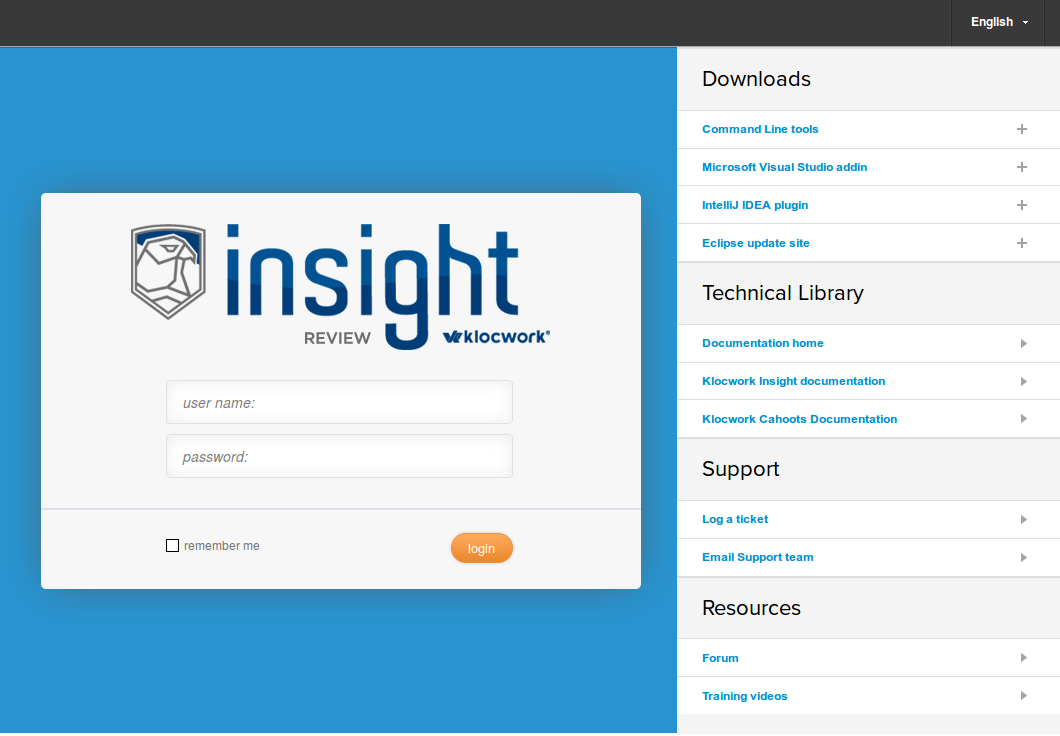 English
insight
REVIEW klocwork®
user name:
password:
remember me
login
Downloads
Command Line tools
Microsoft Visual Studio addin
IntelliJ IDEA plugin
Eclipse update site
Technical Library
Documentation home
Klocwork Insight documentation
Klocwork Cahoots Documentation
Support
Log a ticket
Email Support team
Resources
Forum
Training videos